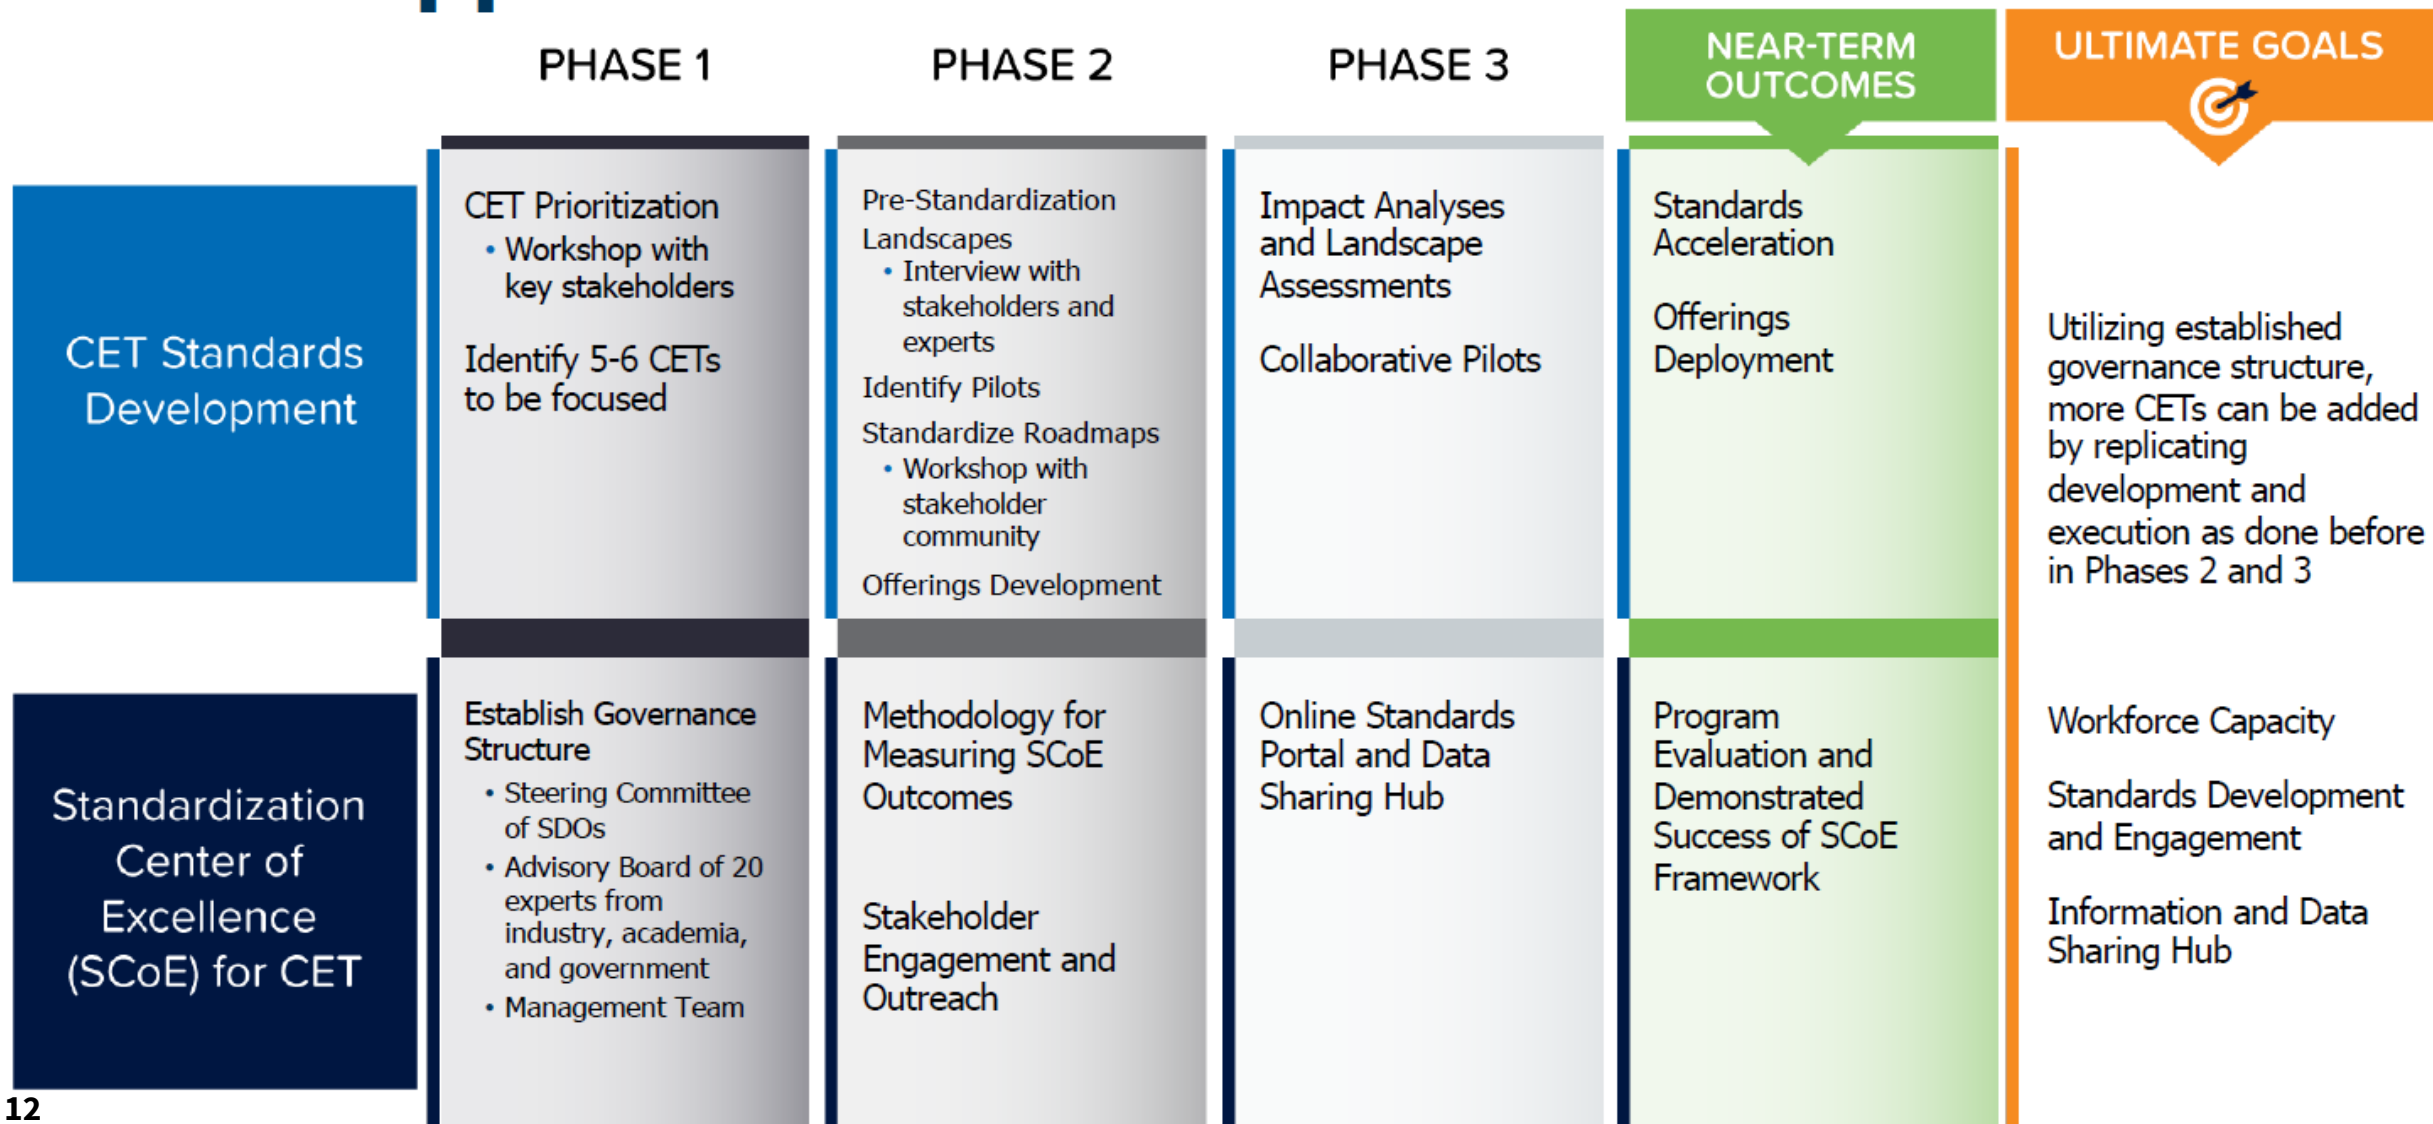 PHASE 1
PHASE 2
PHASE 3
NEAR-TERM
OUTCOMES
ULTIMATE GOALS
CET Standards
Development
CET Prioritization
• Workshop with
key stakeholders
Identify 5-6 CETs
to be focused
Pre-Standardization
Landscapes
• Interview with
stakeholders and
experts
Identify Pilots
Standardize Roadmaps
• Workshop with
stakeholder
community
Offerings Development
Impact Analyses
and Landscape
Assessments
Collaborative Pilots
Standards
Acceleration
Offerings
Deployment
Utilizing established
governance structure,
more CETs can be added
by replicating
development and
execution as done before
in Phases 2 and 3
Standardization
Center of
Excellence
(SCoE) for CET
Establish Governance
Structure
• Steering Committee
of SDOs
• Advisory Board of 20
experts from
industry, academia,
and government
• Management Team
Methodology for
Measuring SCoE
Outcomes
Stakeholder
Engagement and
Outreach
Online Standards
Portal and Data
Sharing Hub
Program
Evaluation and
Demonstrated
Success of SCoE
Framework
Workforce Capacity
Standards Development
and Engagement
Information and Data
Sharing Hub
12